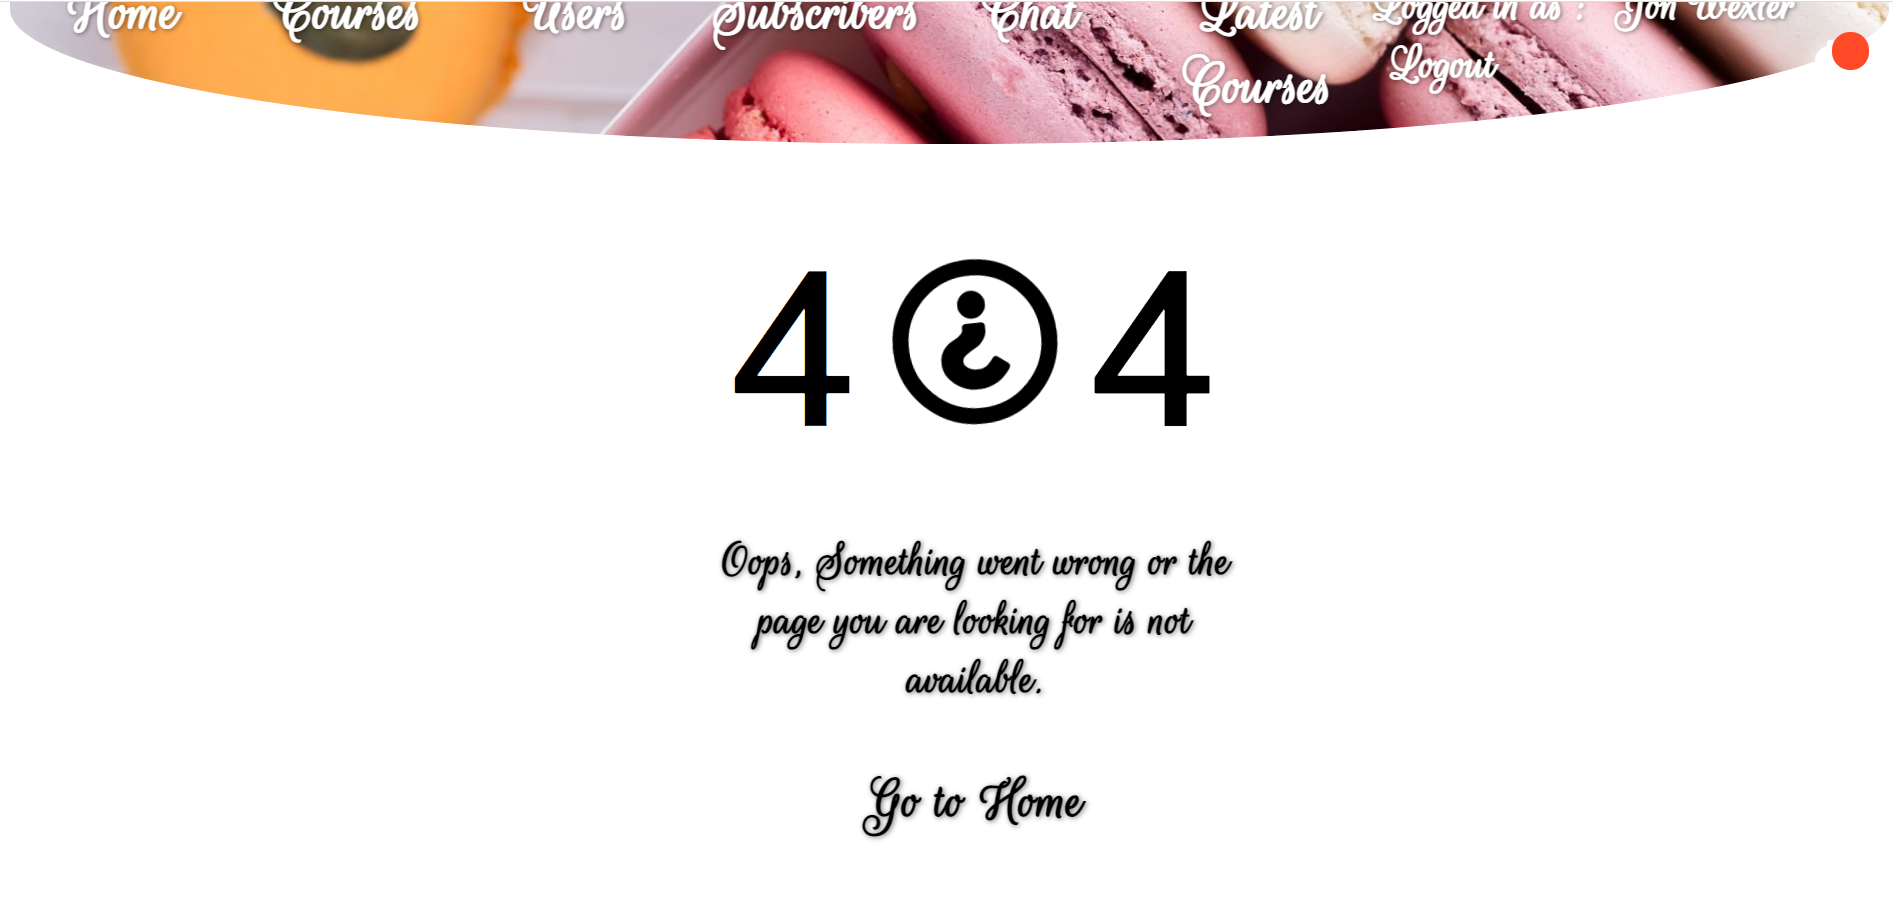 Home Courses Users Subscribers Chat Latest Courses Logged in as : Jon Wexler
Logout
4 ¿ 4
Oops, Something went wrong or the
page you are looking for is not
available.
Go to Home